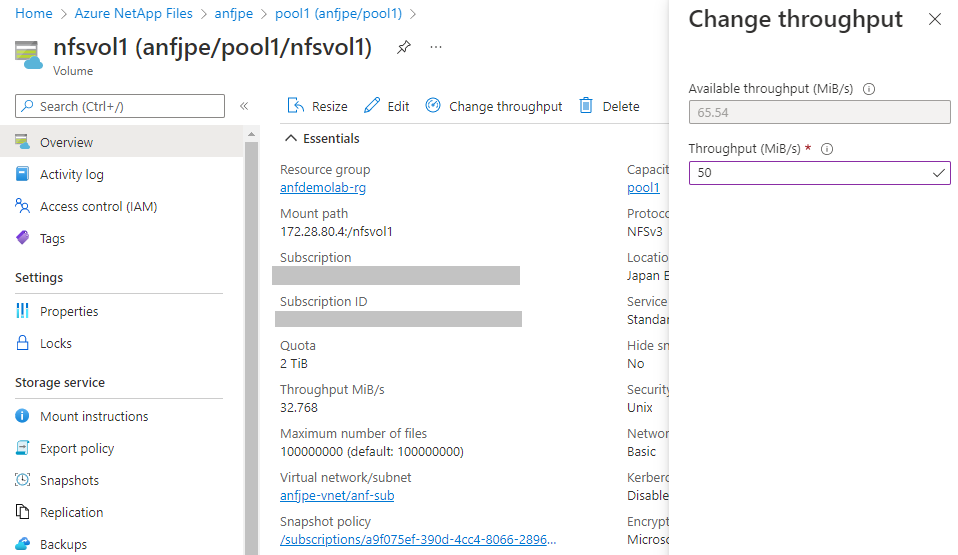 Home > Azure NetApp Files > anfjpe > pool1 (anfjpe/pool1) >
nfsvol1 (anfjpe/pool1/nfsvol1)
Volume
Search (Ctrl+/)
Overview
Activity log
Access control (IAM)
Tags
Settings
Properties
Locks
Storage service
Mount instructions
Export policy
Snapshots
Replication
Backups
Resize
Edit
Change throughput
Delete
Essentials
Resource group
anfdemolab-rg
Mount path
172.28.80.4:/nfsvol1
Subscription
Subscription ID
Quota
2 TiB
Throughput MiB/s
32.768
Maximum number of files
100000000 (default: 100000000)
Virtual network/subnet
anfjpe-vnet/anf-sub
Snapshot policy
/subscriptions/a9f075ef-390d-4cc4-8066-2896...
Capacit
pool1
Protoco
NFSv3
Locatio
Japan E
Service
Standar
Hide sn
No
Security
Unix
Networ
Basic
Kerberc
Disable
Encrypt
Microso
Change throughput
Available throughput (MiB/s)
65.54
Throughput (MiB/s) *
50